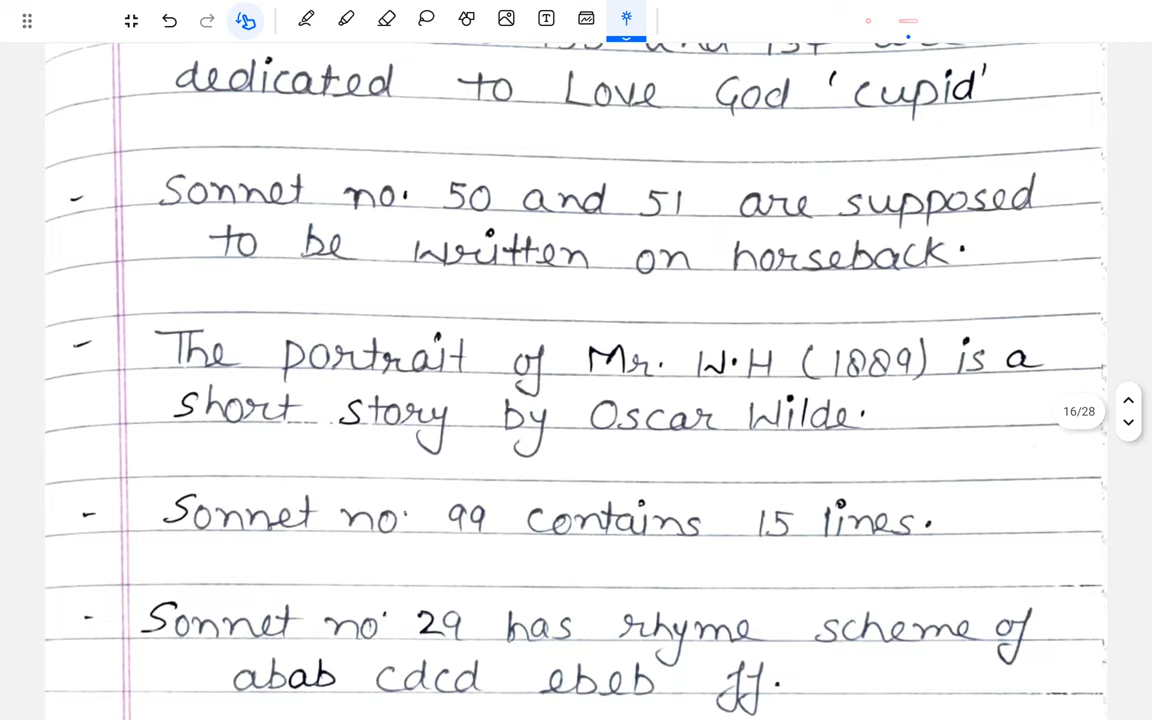 dedicated to Love God 'cupid'
- Sonnet no. 50 and 51 are supposed
to be written on horseback.
- The portrait of Mr. W.H (1889) is a
short story by Oscar Wilde.
16/28
- Sonnet no. 99 contains 15 lines.
- Sonnet no. 29 has rhyme scheme of
abab cdcd ebeb ff.